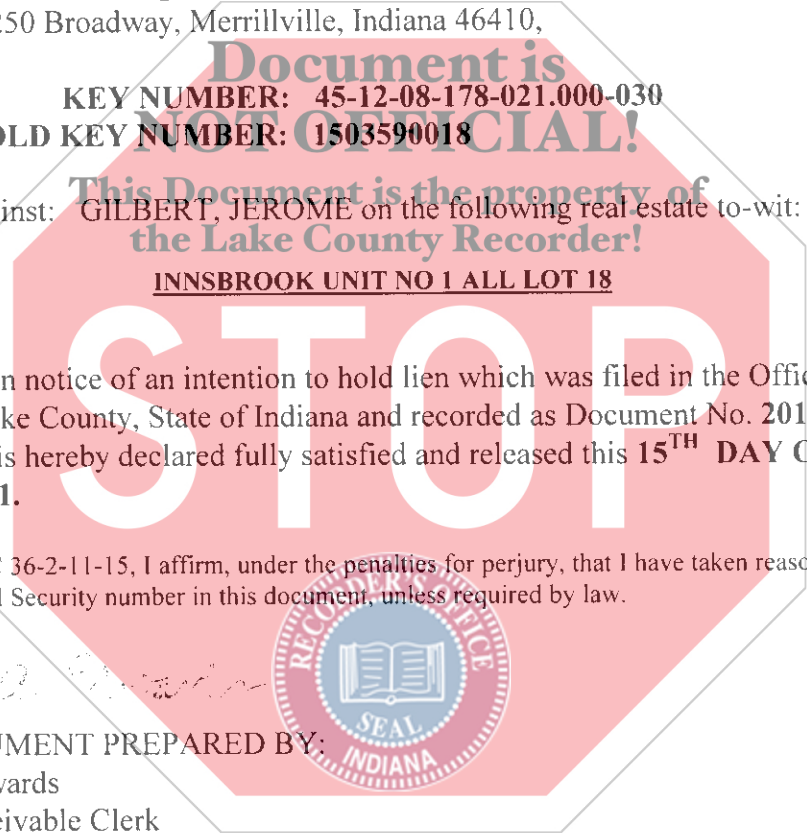 250 Broadway, Merrillville, Indiana 46410,
Document is
KEY NUMBER: 45-12-08-178-021.000-030
NOT OFFICIAL!
OLD KEY NUMBER: 1503590018
This Document is the property of
inst: GILBERT, JEROME on the following real estate to-wit:
the Lake County Recorder!
INNSBROOK UNIT NO 1 ALL LOT 18
STOP
n notice of an intention to hold lien which was filed in the Offic
ke County, State of Indiana and recorded as Document No. 201
is hereby declared fully satisfied and released this 15TH DAY O
1.
36-2-11-15, I affirm, under the penalties for perjury, that I have taken reaso
l Security number in this document, unless required by law.
RECORDER'S OFFICE
SEAL
INDIANA
UMENT PREPARED BY:
wards
eivable Clerk